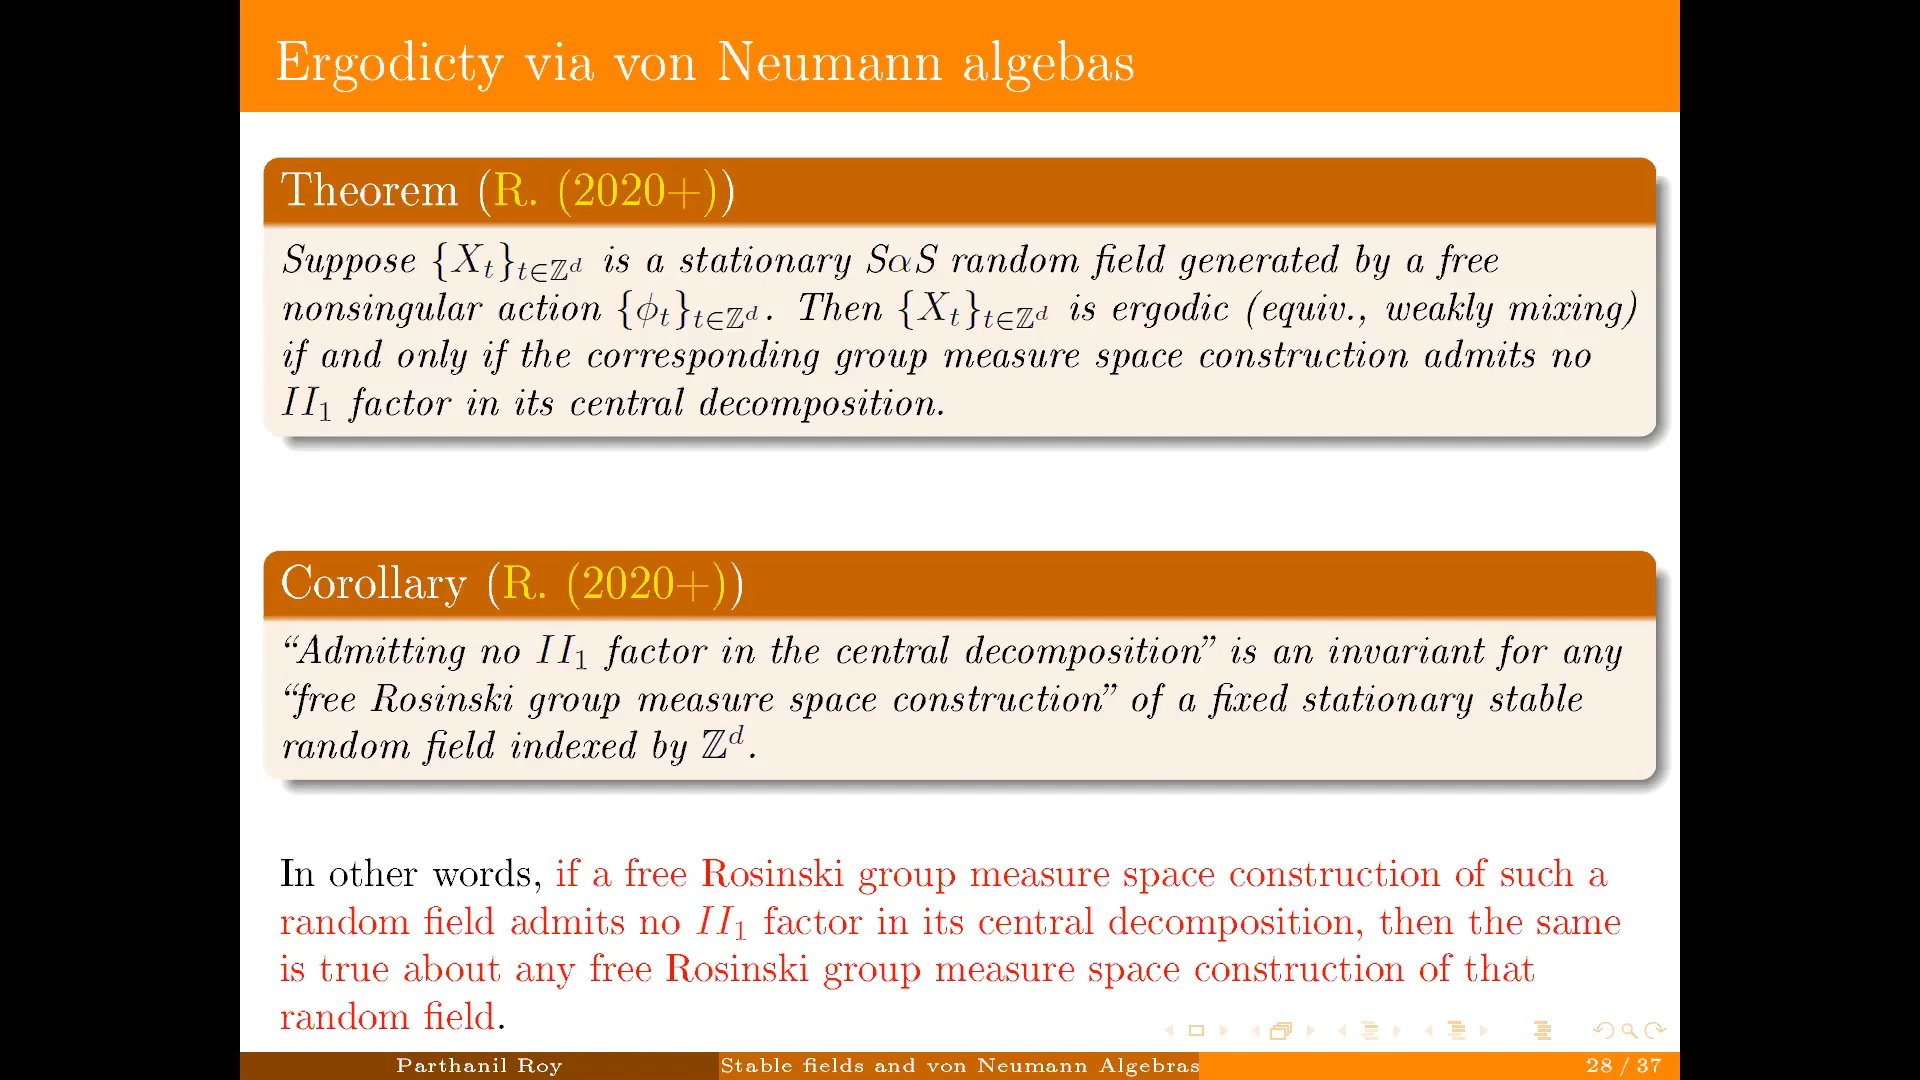 Ergodicty via von Neumann algebas
Theorem (R. (2020+))
Suppose {X_t}_{t∈ℤ^d} is a stationary SαS random field generated by a free
nonsingular action {ϕ_t}_{t∈ℤ^d}. Then {X_t}_{t∈ℤ^d} is ergodic (equiv., weakly mixing)
if and only if the corresponding group measure space construction admits no
II_1 factor in its central decomposition.
Corollary (R. (2020+))
“Admitting no II_1 factor in the central decomposition” is an invariant for any
“free Rosinski group measure space construction” of a fixed stationary stable
random field indexed by ℤ^d.
In other words, if a free Rosinski group measure space construction of such a
random field admits no II_1 factor in its central decomposition, then the same
is true about any free Rosinski group measure space construction of that
random field.
Parthanil Roy
Stable fields and von Neumann Algebras
28 / 37